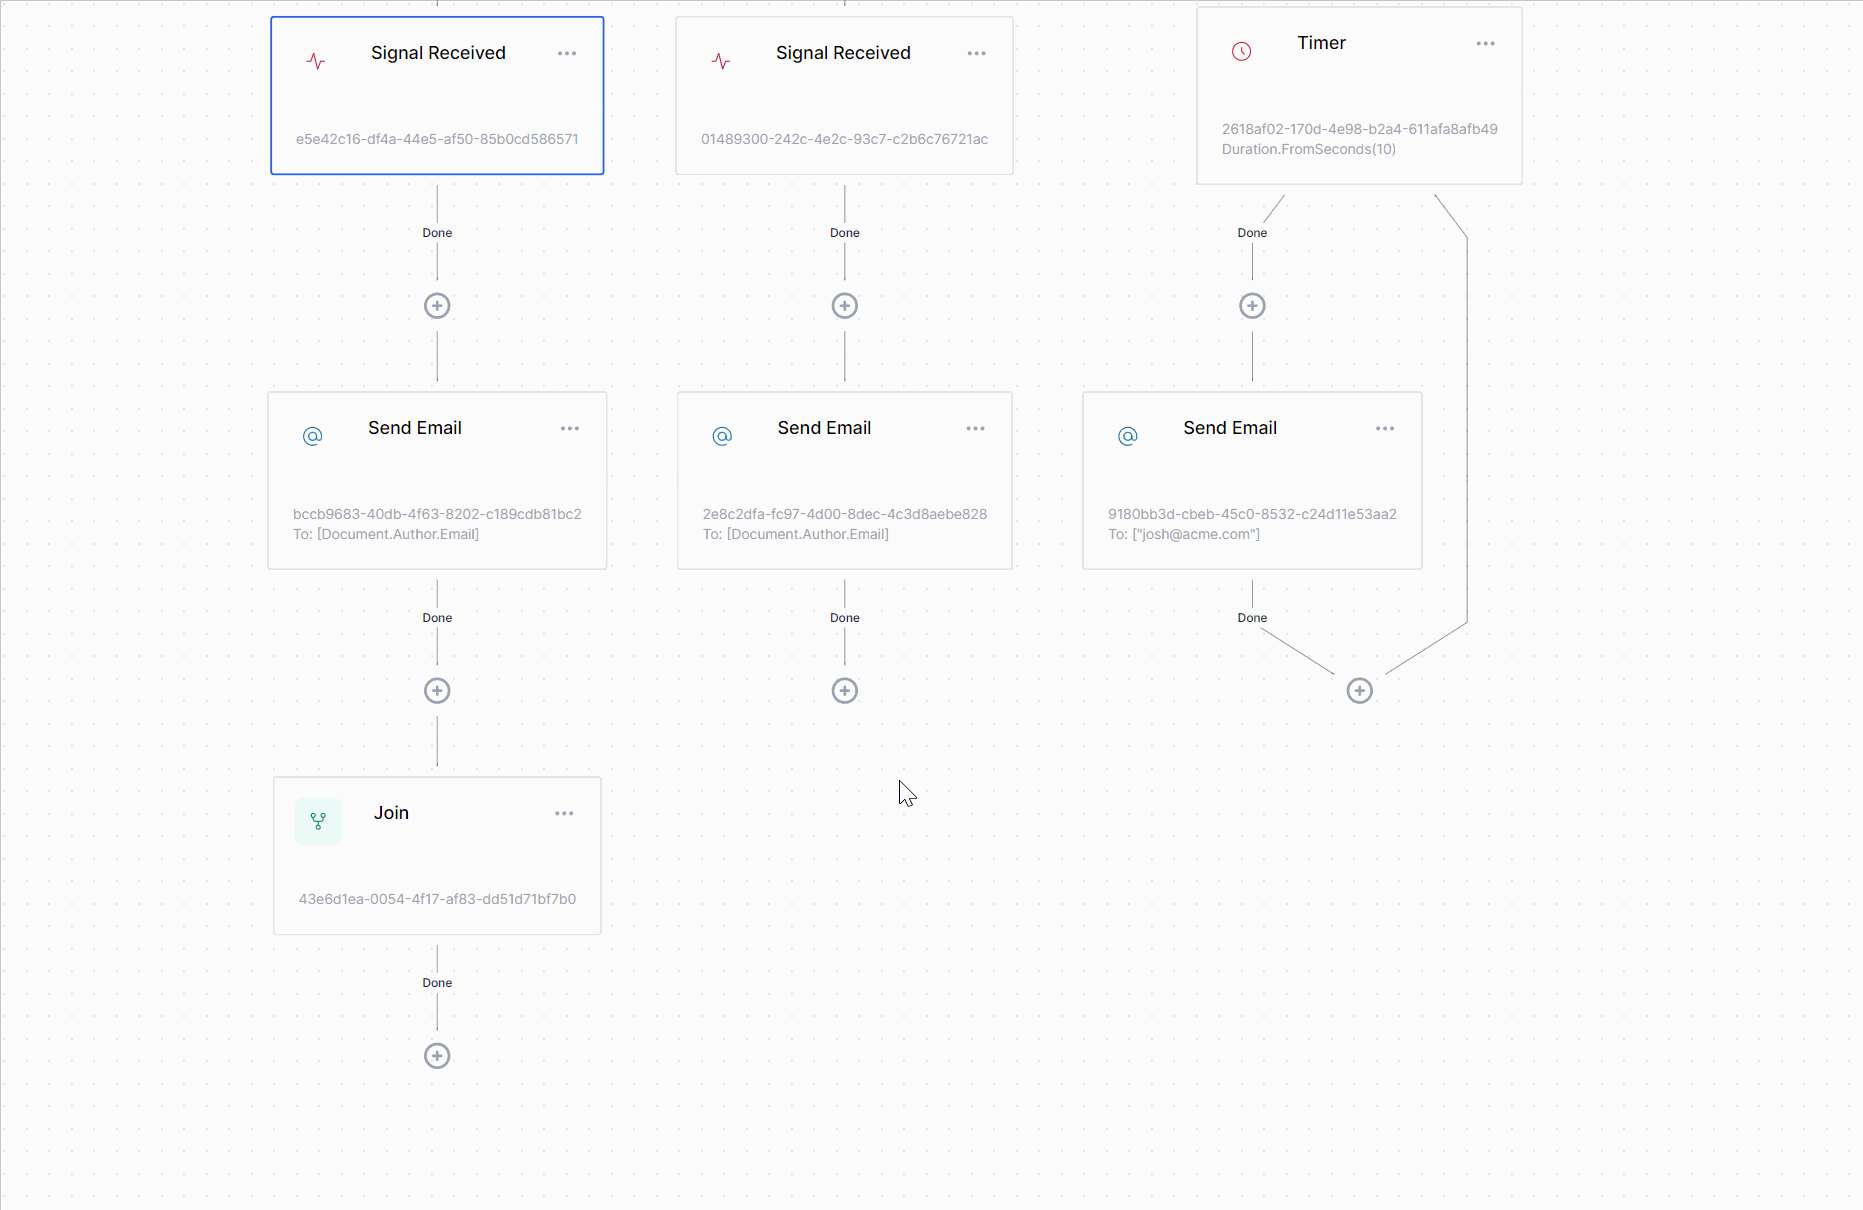 Signal Received
e5e42c16-df4a-44e5-af50-85b0cd586571
Signal Received
01489300-242c-4e2c-93c7-c2b6c76721ac
Timer
2618af02-170d-4e98-b2a4-611afa8afb49
Duration.FromSeconds(10)
Done
Done
Done
Send Email
bccb9683-40db-4f63-8202-c189cdb81bc2
To: [Document.Author.Email]
Send Email
2e8c2dfa-fc97-4d00-8dec-4c3d8aebe828
To: [Document.Author.Email]
Send Email
9180bb3d-cbeb-45c0-8532-c24d11e53aa2
To: ["josh@acme.com"]
Done
Done
Done
Join
43e6d1ea-0054-4f17-af83-dd51d71bf7b0
Done